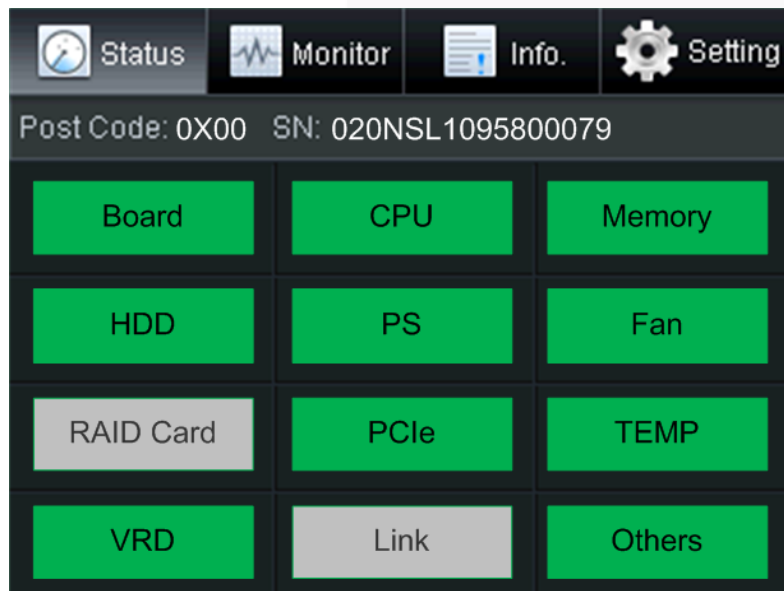 Status Monitor Info. Setting
Post Code: 0X00 SN: 020NSL1095800079
Board CPU Memory
HDD PS Fan
RAID Card PCIe TEMP
VRD Link Others